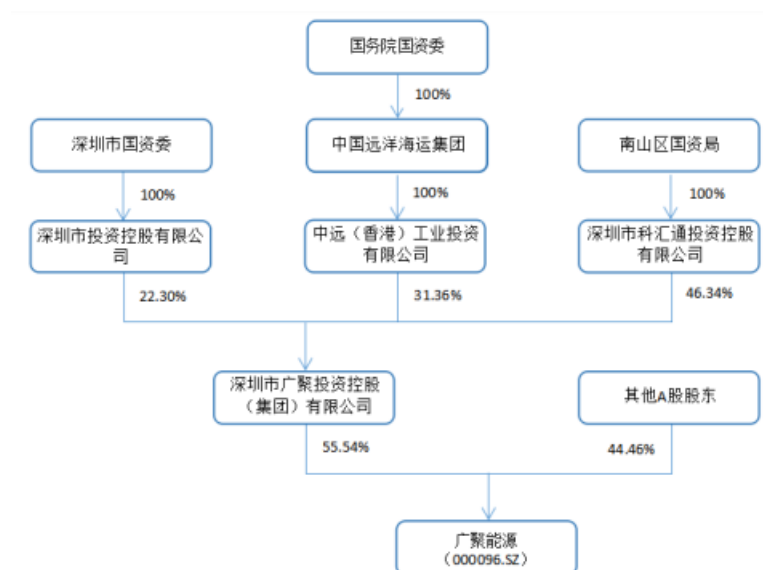 国务院国资委
100%
深圳市国资委
中国远洋海运集团
南山区国资局
100%
100%
100%
深圳市投资控股有限公
司
中远（香港）工业投资
有限公司
深圳市科汇通投资控股
有限公司
22.30%
31.36%
46.34%
深圳市广聚投资控股
（集团）有限公司
其他A股股东
55.54%
44.46%
广聚能源
（000096.SZ）